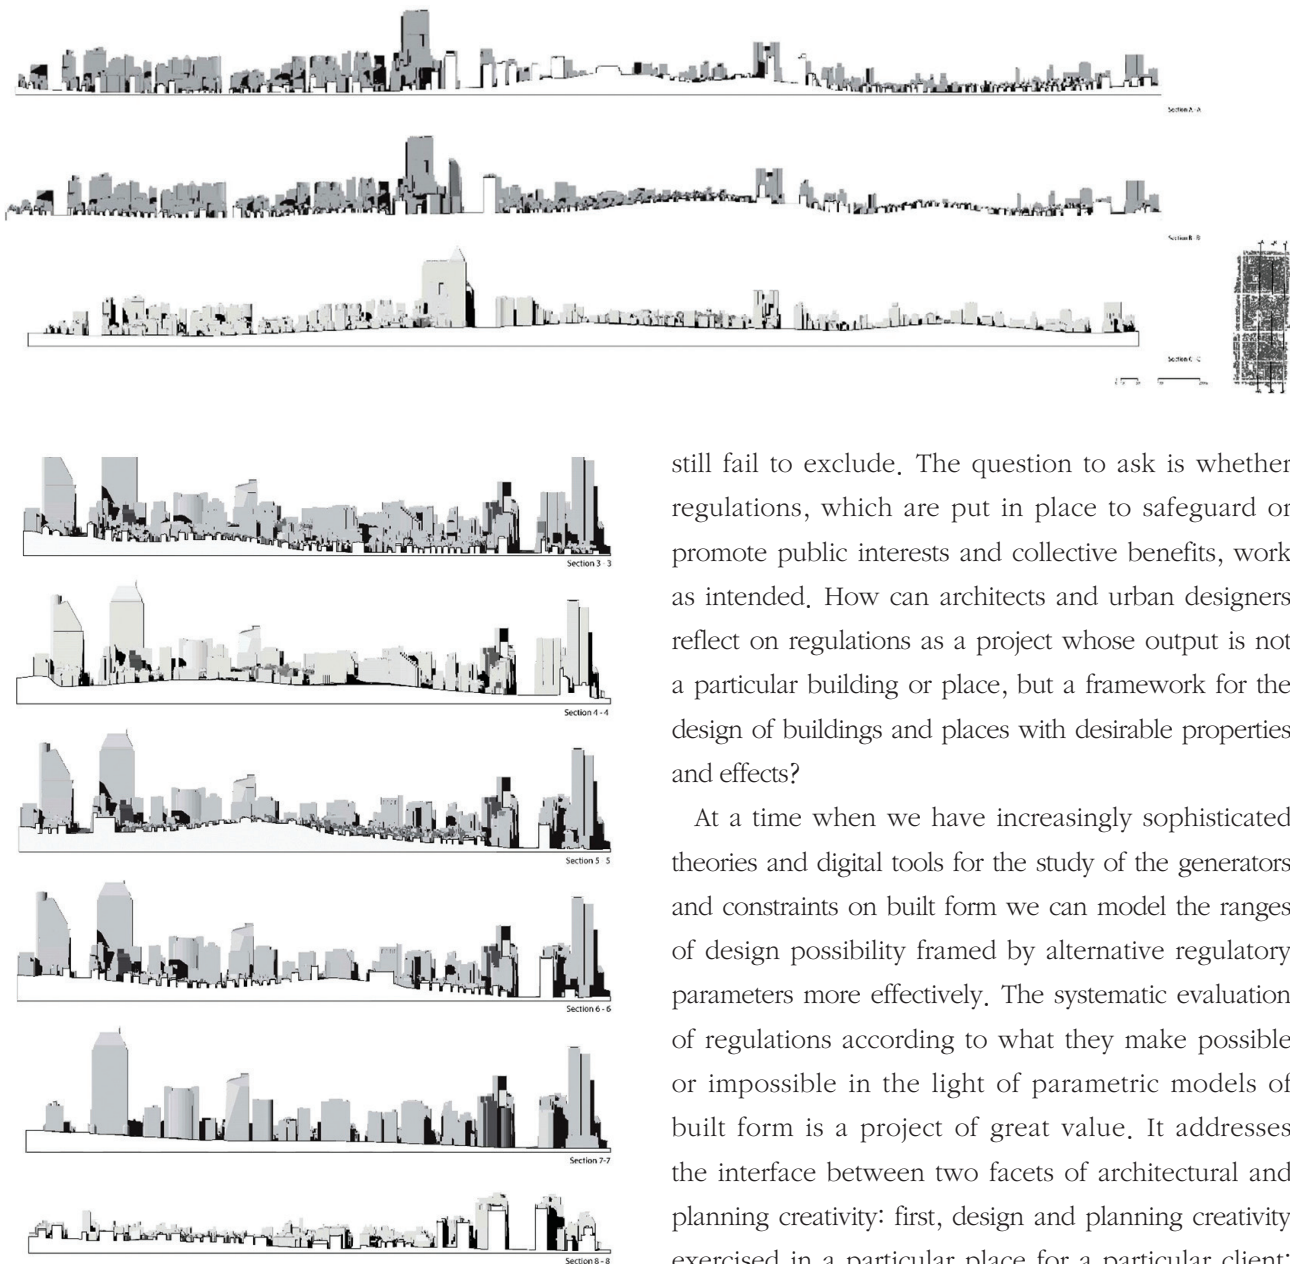 Section A - A
Section B - B
Section C - C
Section 3 - 3
Section 4 - 4
Section 5 - 5
Section 6 - 6
Section 7-7
Section 8 - 8
still fail to exclude. The question to ask is whether
regulations, which are put in place to safeguard or
promote public interests and collective benefits, work
as intended. How can architects and urban designers
reflect on regulations as a project whose output is not
a particular building or place, but a framework for the
design of buildings and places with desirable properties
and effects?
At a time when we have increasingly sophisticated
theories and digital tools for the study of the generators
and constraints on built form we can model the ranges
of design possibility framed by alternative regulatory
parameters more effectively. The systematic evaluation
of regulations according to what they make possible
or impossible in the light of parametric models of
built form is a project of great value. It addresses
the interface between two facets of architectural and
planning creativity: first, design and planning creativity
exercised in a particular place for a particular client;